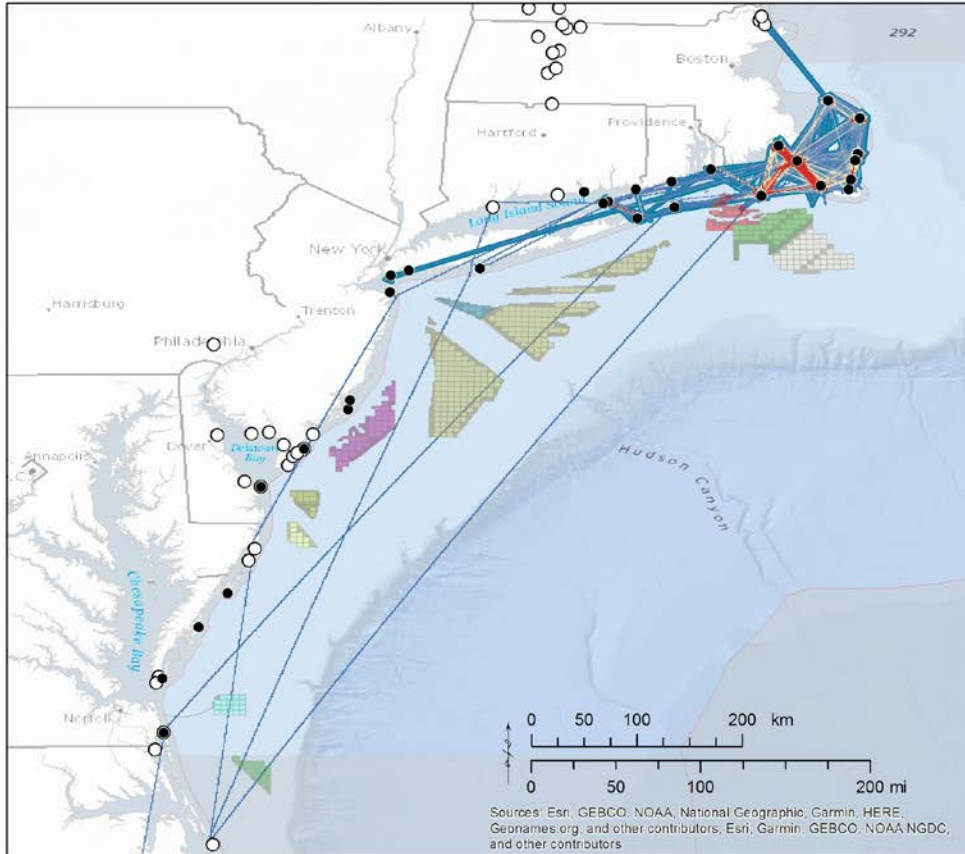 292
Albany
Boston
Hartford
Providence
Long Island Sound
New York
Harrisburg
Trenton
Philadelphia
Dover
Delaware
Bay
Annapolis
Hudson
Canyon
Chesapeake
Bay
Norfolk
0 50 100 200 km
0 50 100 200 mi
Sources: Esri, GEBCO, NOAA, National Geographic, Garmin, HERE,
Geonames.org, and other contributors, Esri, Garmin, GEBCO, NOAA NGDC,
and other contributors